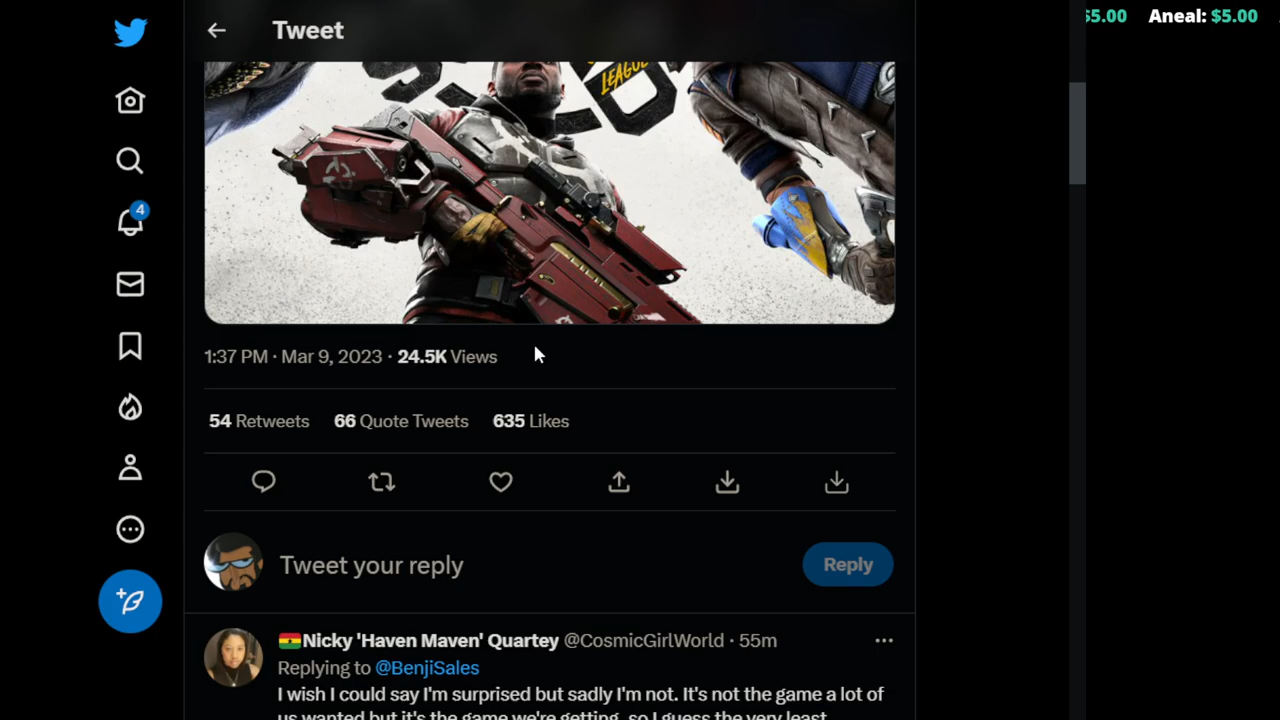 $5.00 Aneal: $5.00
Tweet
LEAGUE
4
1:37 PM · Mar 9, 2023 · 24.5K Views
54 Retweets 66 Quote Tweets 635 Likes
Tweet your reply
Reply
Nicky 'Haven Maven' Quartey @CosmicGirlWorld · 55m
Replying to @BenjiSales
I wish I could say I'm surprised but sadly I'm not. It's not the game a lot of
us wanted but it's the game we're getting, so I guess the very least